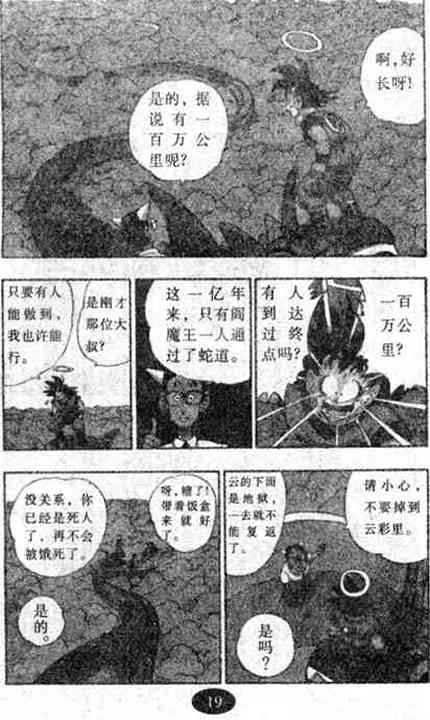 啊,好
长呀!
是的,据
说有一
百万公
里呢?
一百
万公
里?
有人
到达
过终
点吗?
这一亿年
来,只有阎
魔王一人通
过了蛇道。
是刚才
那位大
叔?
只要有人
能做到、
我也许能
行。
请小心,
不要掉到
云彩里。
云的下面
是地狱,
一去就不
能复返
了。
是
吗?
呀,糟了!
带着饭盒
来就好
了。
没关系,你
已经是死人
了,再不会
被饿死了。
是
的。
19